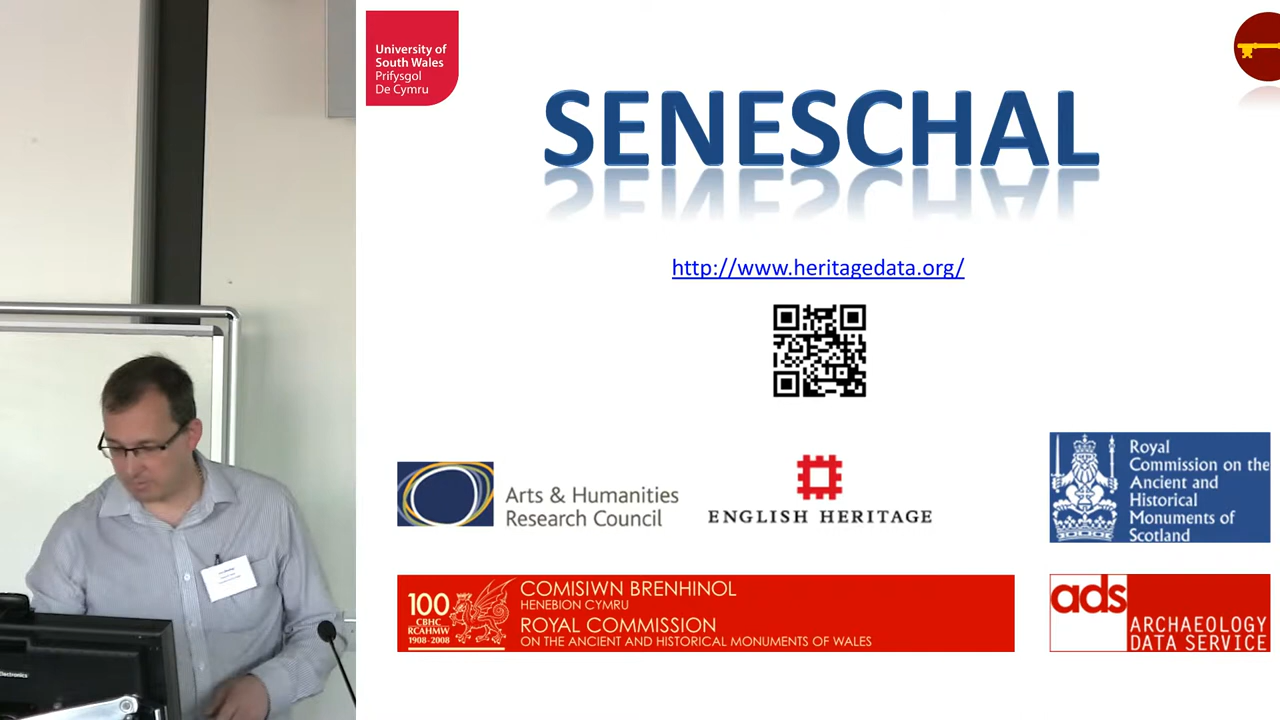 University of
South Wales
Prifysgol
De Cymru
SENESCHAL
http://www.heritagedata.org/
Arts & Humanities
Research Council
ENGLISH HERITAGE
Royal
Commission on the
Ancient and
Historical
Monuments of
Scotland
100
CBHC
RCAHMW
1908-2008
COMISIWN BRENHINOL
HENEBION CYMRU
ROYAL COMMISSION
ON THE ANCIENT AND HISTORICAL MONUMENTS OF WALES
ads
ARCHAEOLOGY
DATA SERVICE